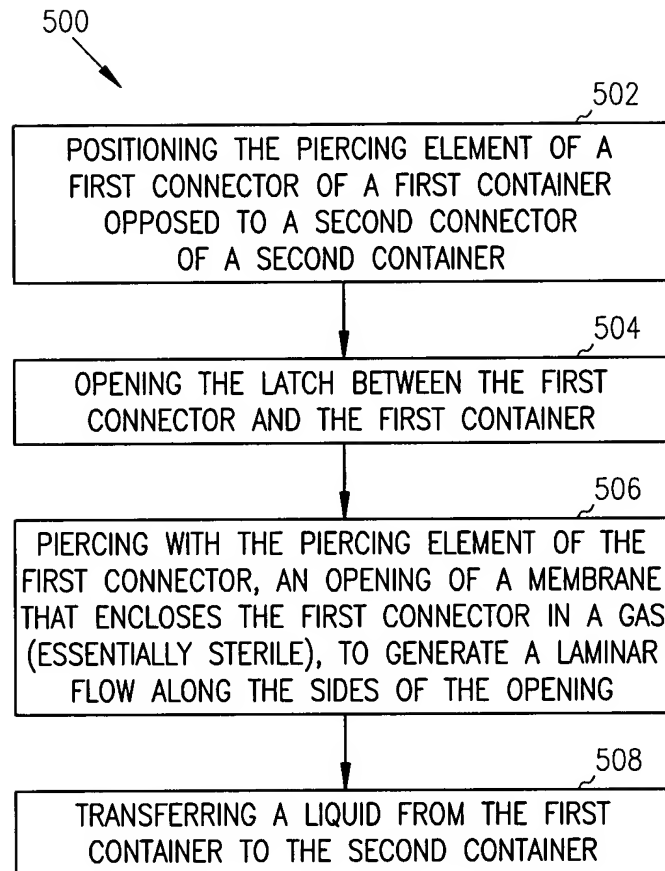 500
502
POSITIONING THE PIERCING ELEMENT OF A
FIRST CONNECTOR OF A FIRST CONTAINER
OPPOSED TO A SECOND CONNECTOR
OF A SECOND CONTAINER
504
OPENING THE LATCH BETWEEN THE FIRST
CONNECTOR AND THE FIRST CONTAINER
506
PIERCING WITH THE PIERCING ELEMENT OF THE
FIRST CONNECTOR, AN OPENING OF A MEMBRANE
THAT ENCLOSES THE FIRST CONNECTOR IN A GAS
(ESSENTIALLY STERILE), TO GENERATE A LAMINAR
FLOW ALONG THE SIDES OF THE OPENING
508
TRANSFERRING A LIQUID FROM THE FIRST
CONTAINER TO THE SECOND CONTAINER